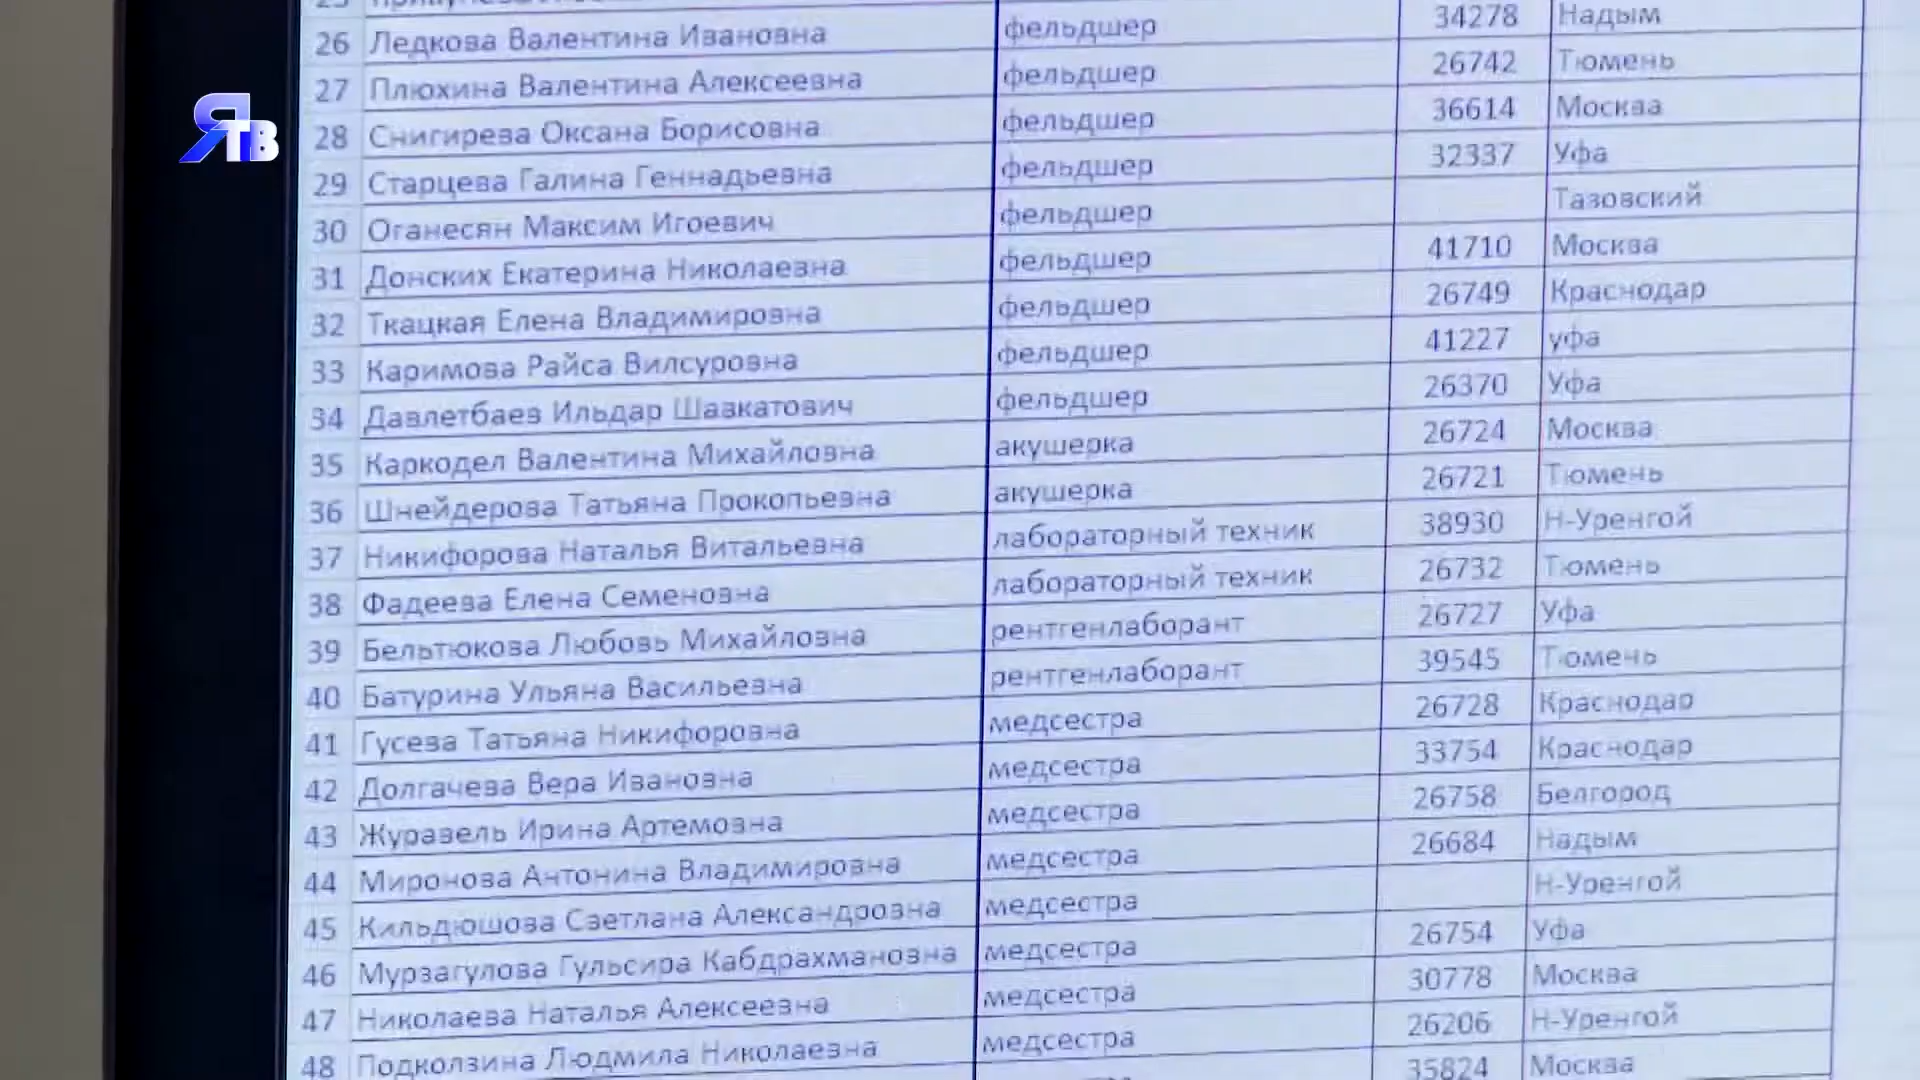 ЯТВ
26 Ледкова Валентина Ивановна фельдшер 34278 Надым
27 Плюхина Валентина Алексеевна фельдшер 26742 Тюмень
28 Снигирева Оксана Борисовна фельдшер 36614 Москва
29 Старцева Галина Геннадьевна фельдшер 32337 Уфа
30 Оганесян Максим Игоевич фельдшер Тазовский
31 Донских Екатерина Николаевна фельдшер 41710 Москва
32 Ткацкая Елена Владимировна фельдшер 26749 Краснодар
33 Каримова Райса Вилсуровна фельдшер 41227 уфа
34 Давлетбаев Ильдар Шавкатович фельдшер 26370 Уфа
35 Каркодел Валентина Михайловна акушерка 26724 Москва
36 Шнейдерова Татьяна Прокопьевна акушерка 26721 Тюмень
37 Никифорова Наталья Витальевна лабораторный техник 38930 Н-Уренгой
38 Фадеева Елена Семеновна лабораторный техник 26732 Тюмень
39 Бельтюкова Любовь Михайловна рентгенлаборант 26727 Уфа
40 Батурина Ульяна Васильевна рентгенлаборант 39545 Тюмень
41 Гусева Татьяна Никифоровна медсестра 26728 Краснодар
42 Долгачева Вера Ивановна медсестра 33754 Краснодар
43 Журавель Ирина Артемовна медсестра 26758 Белгород
44 Миронова Антонина Владимировна медсестра 26684 Надым
45 Кильдюшова Светлана Александровна медсестра Н-Уренгой
46 Мурзагулова Гульсира Кабдрахмановна медсестра 26754 Уфа
47 Николаева Наталья Алексеевна медсестра 30778 Москва
48 Подколзина Людмила Николаевна медсестра 26206 Н-Уренгой
35824 Москва